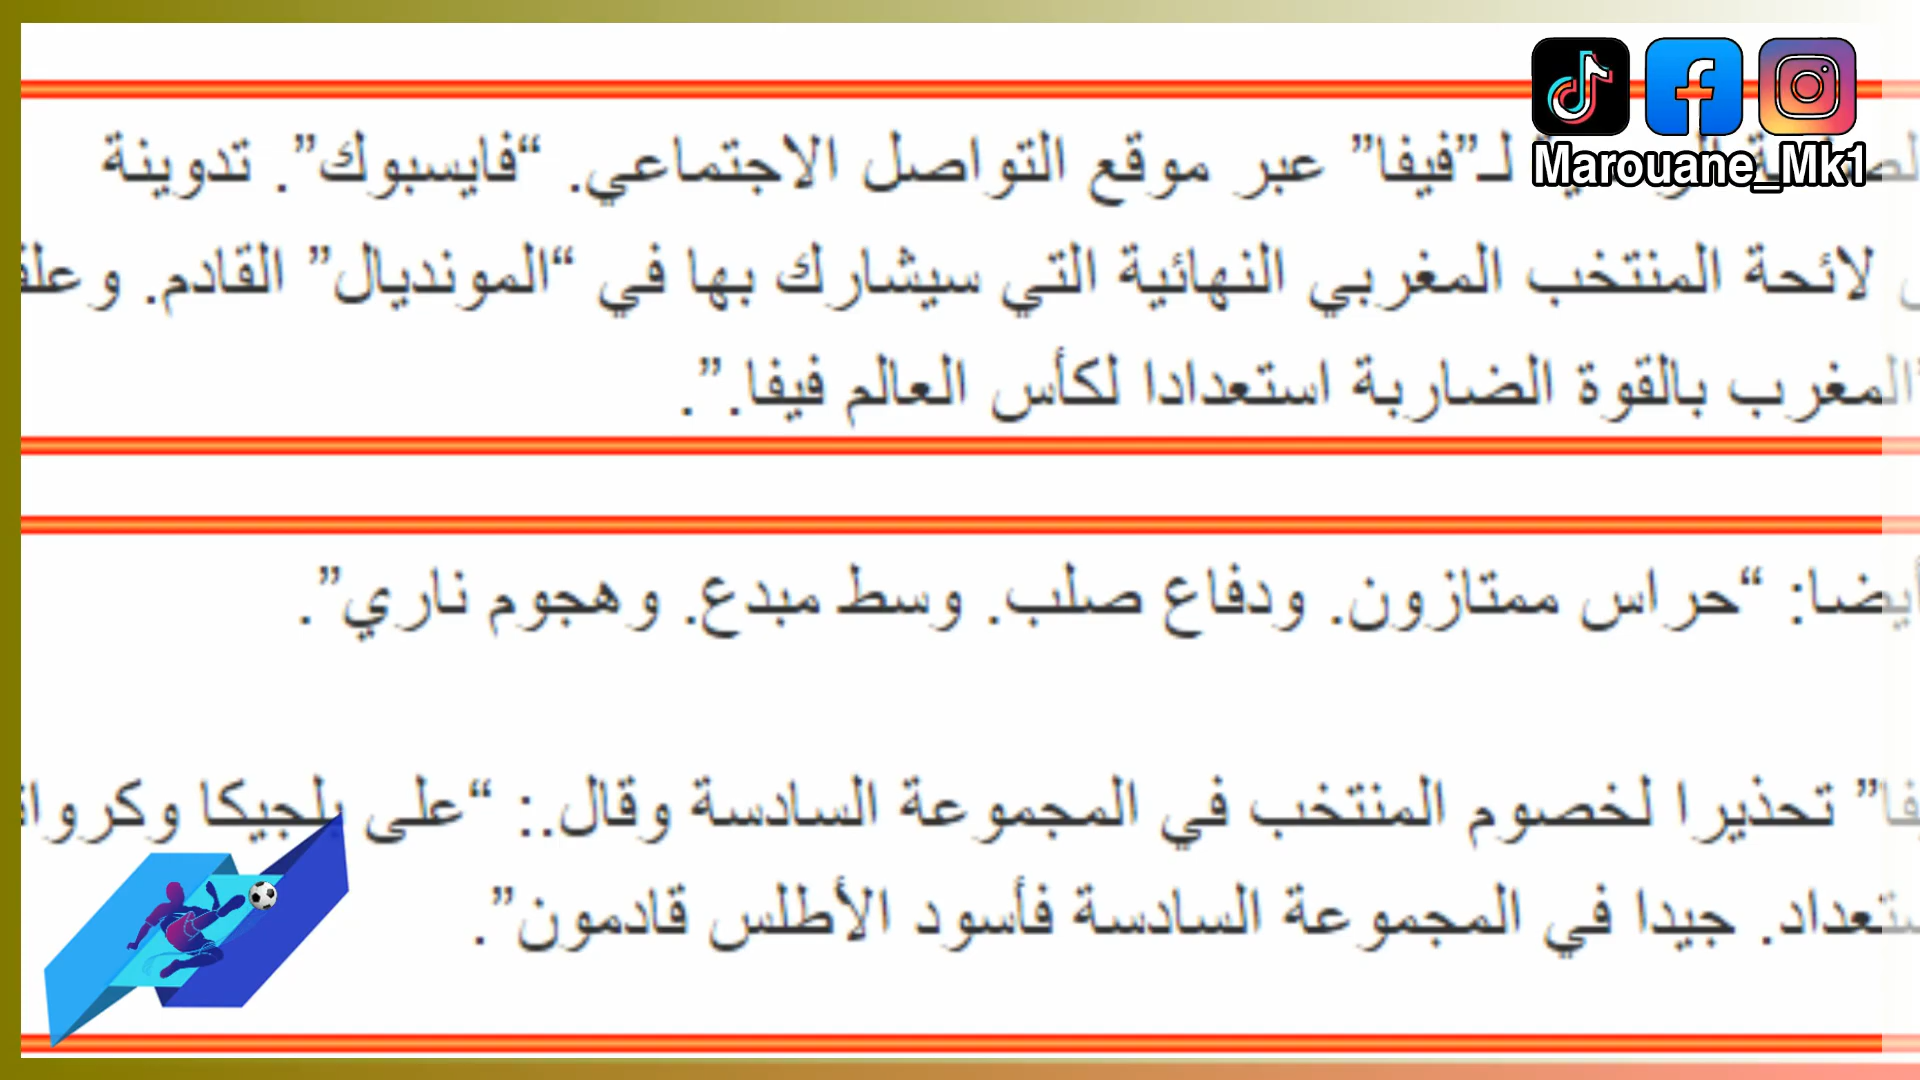 Marouane_Mk1
لـ”فيفا” عبر موقع التواصل الاجتماعي. “فايسبوك”. تدوينة
لائحة المنتخب المغربي النهائية التي سيشارك بها في “المونديال” القادم. وعلق
المغرب بالقوة الضاربة استعدادا لكأس العالم فيفا. ”.
أيضا: “حراس ممتازون. ودفاع صلب. وسط مبدع. وهجوم ناري”.
تحذيرا لخصوم المنتخب في المجموعة السادسة وقال.: “على بلجيكا
جيدا في المجموعة السادسة فأسود الأطلس قادمون”.